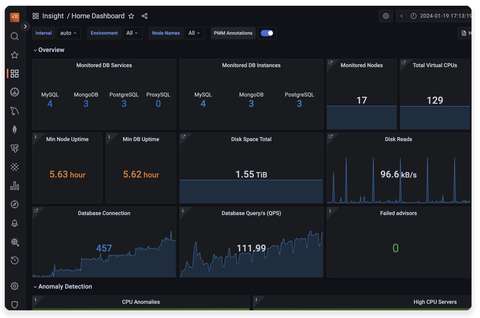 Insight / Home Dashboard 2024-01-19 17:13:19
Interval auto Environment All Node Names All PMM Annotations
Overview
Monitored DB Services Monitored DB Instances Monitored Nodes Total Virtual CPUs
MySQL MongoDB PostgreSQL ProxySQL MySQL MongoDB PostgreSQL
4 3 3 0 4 3 3
17 129
Min Node Uptime Min DB Uptime Disk Space Total Disk Reads
5.63 hour 5.62 hour 1.55 TiB 96.6 kB/s
Database Connection Database Query/s (QPS) Failed advisors
457 111.99 0
Anomaly Detection
CPU Anomalies High CPU Servers